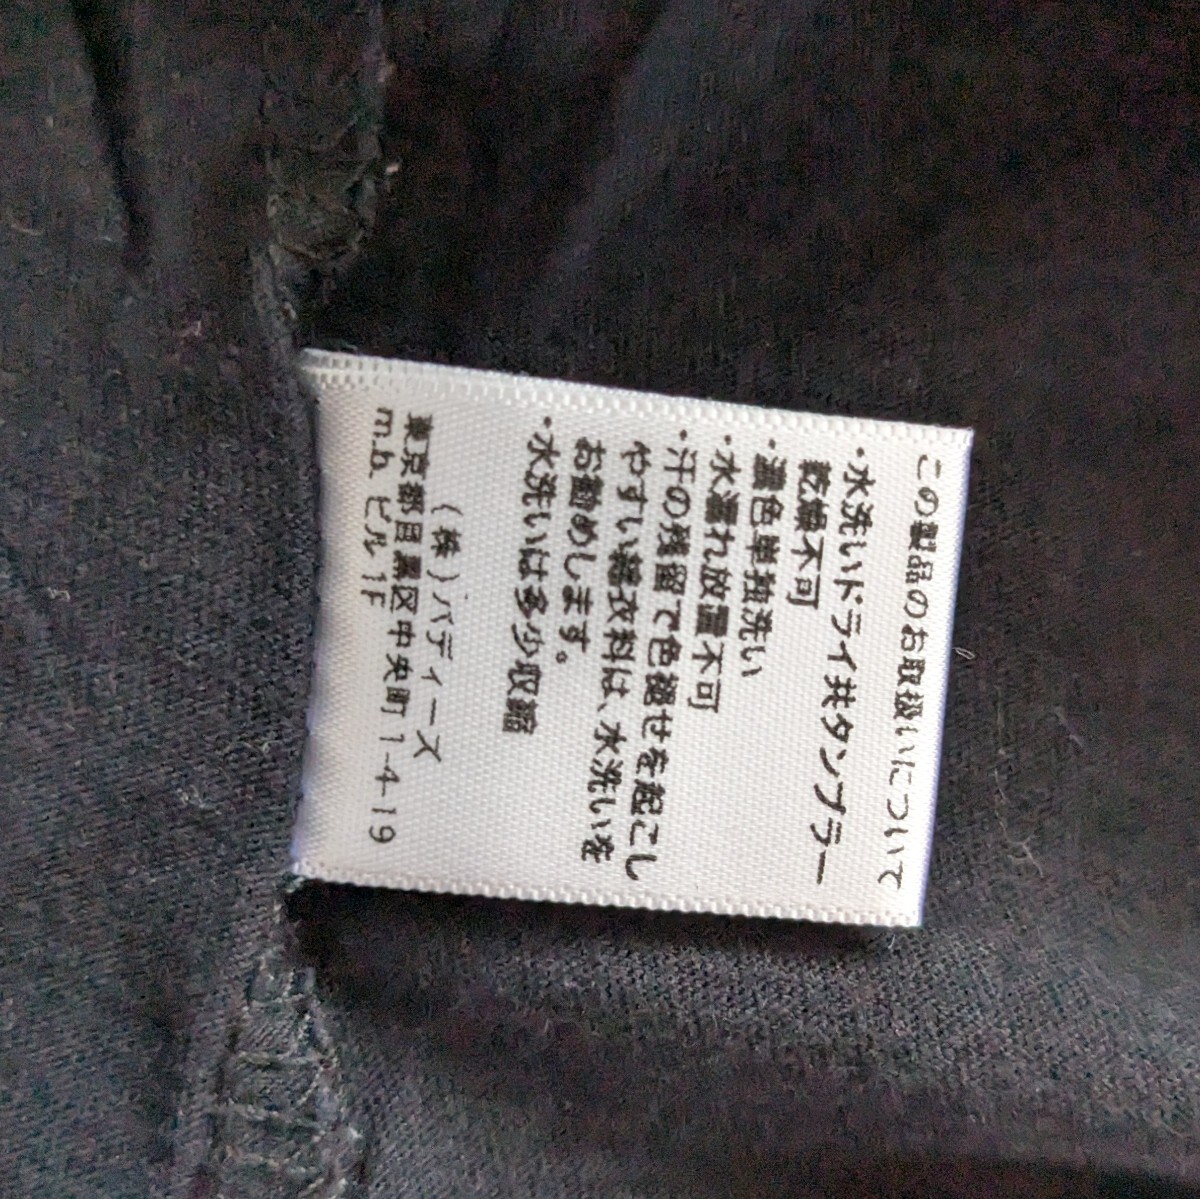 この製品のお取扱いについて
・水洗いドライ共タンブラー
乾燥不可
・濃色単独洗い
・水濡れ放置不可
・汗の残留で色褪せを起こし
やすい綿衣料は、水洗いを
お勧めします。
・水洗いは多少収縮
(株)バディーズ
東京都目黒区中央町1-4-19
m.b ビル1F